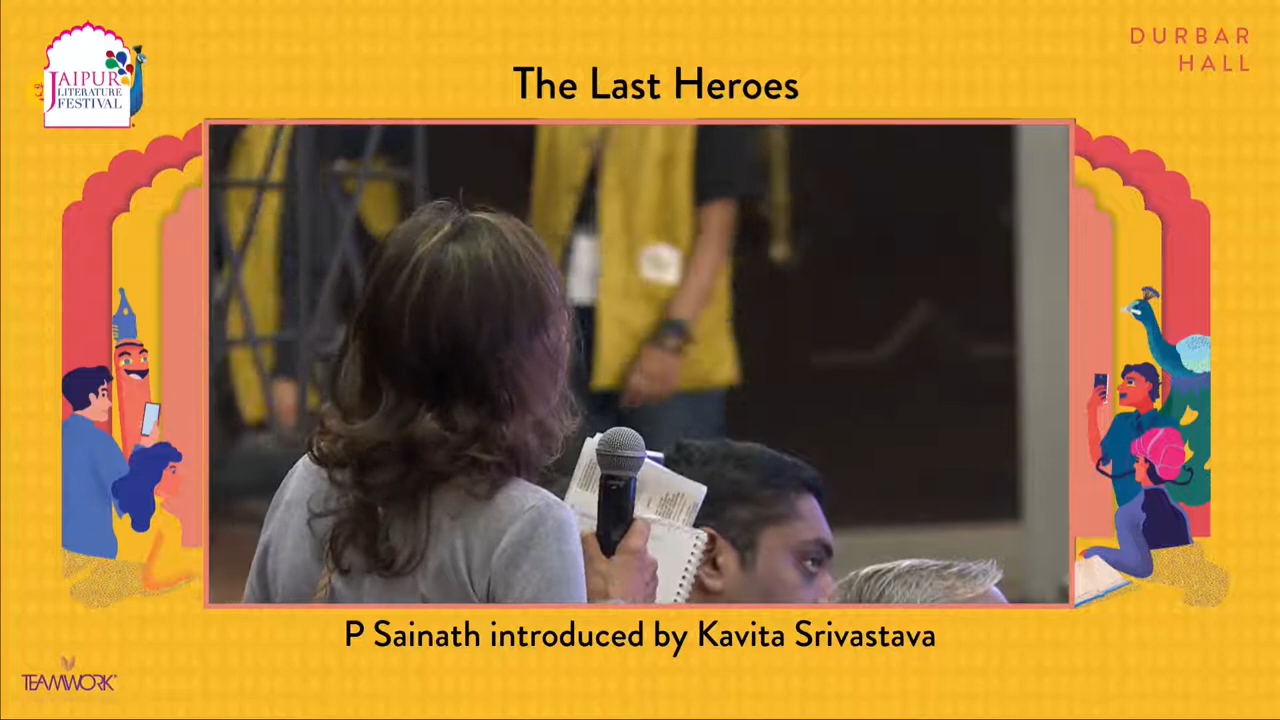 JAIPUR
LITERATURE
FESTIVAL
DURBAR
HALL
The Last Heroes
P Sainath introduced by Kavita Srivastava
TEAMWORK